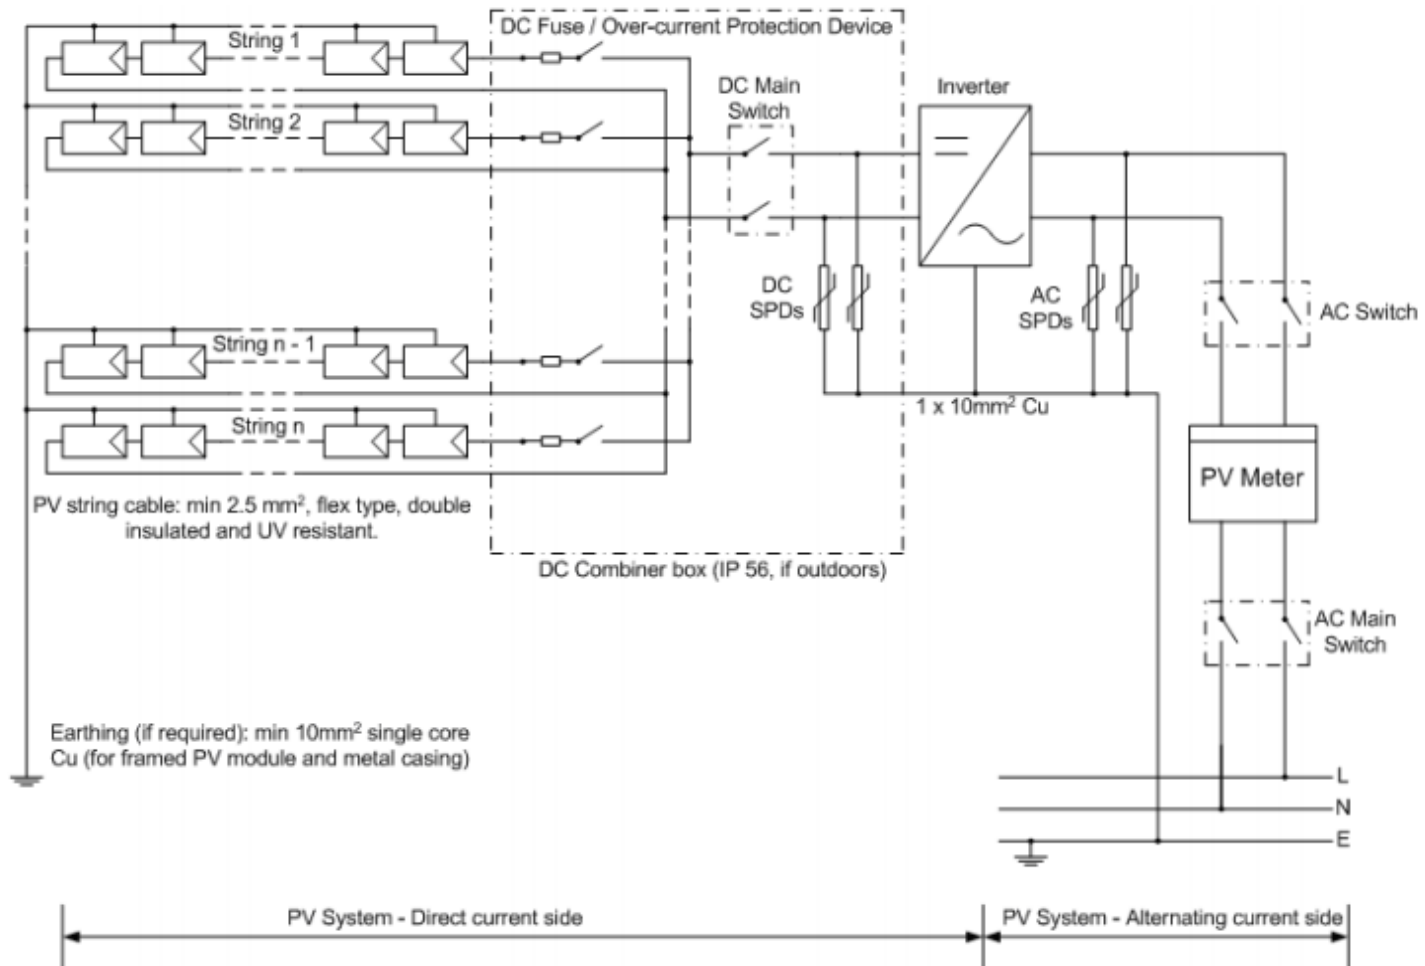 DC Fuse / Over-current Protection Device
String 1
DC Main
Switch
Inverter
String 2
DC
SPDs
AC
SPDs
AC Switch
String n - 1
1 x 10mm² Cu
String n
PV Meter
PV string cable: min 2.5 mm², flex type, double
insulated and UV resistant.
DC Combiner box (IP 56, if outdoors)
AC Main
Switch
Earthing (if required): min 10mm² single core
Cu (for framed PV module and metal casing)
L
N
E
PV System - Direct current side
PV System - Alternating current side